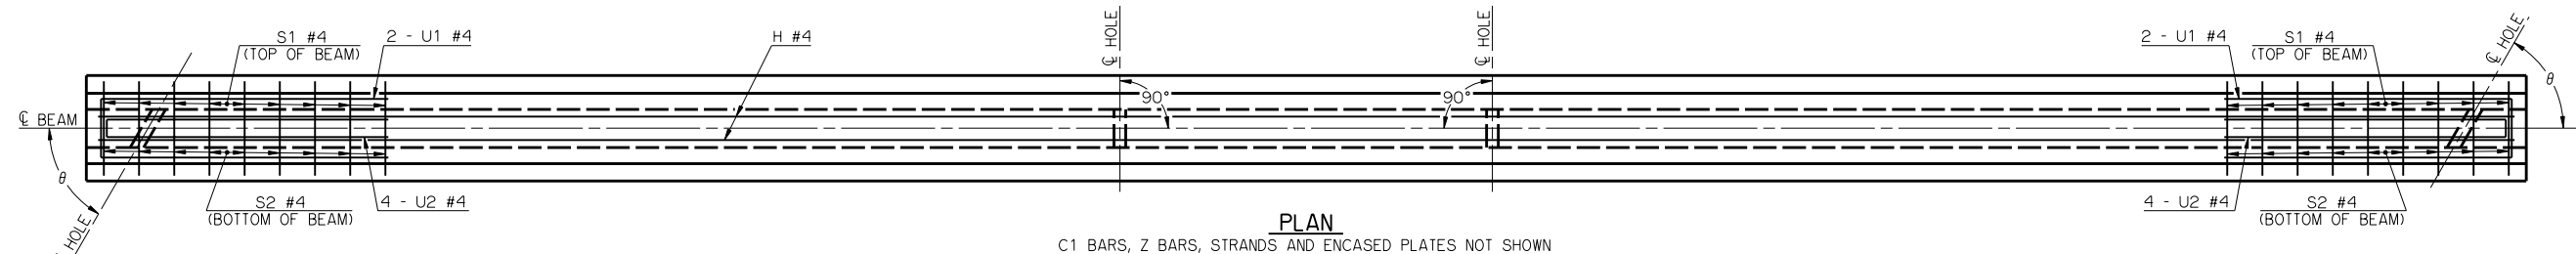 S1 #4
(TOP OF BEAM)
2 - U1 #4
H #4
℄ HOLE
℄ HOLE
2 - U1 #4
S1 #4
(TOP OF BEAM)
℄ HOLE
θ
90°
90°
℄ BEAM
θ
HOLE
S2 #4
(BOTTOM OF BEAM)
4 - U2 #4
4 - U2 #4
S2 #4
(BOTTOM OF BEAM)
PLAN
C1 BARS, Z BARS, STRANDS AND ENCASED PLATES NOT SHOWN